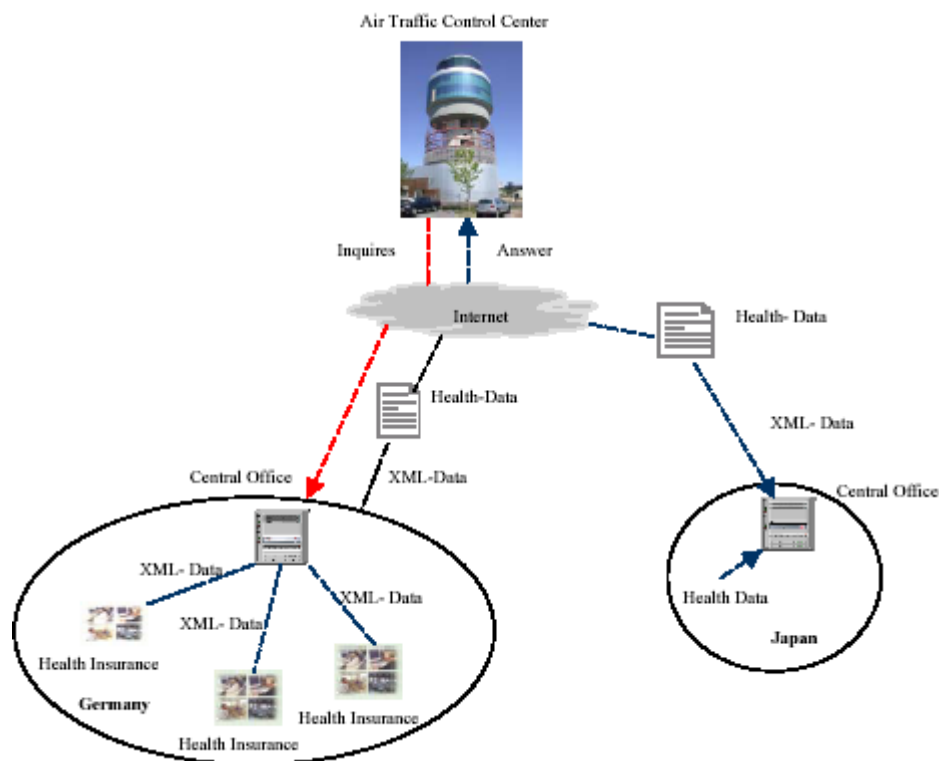 Air Traffic Control Center
Inquires
Answer
Internet
Health- Data
Health-Data
XML- Data
Central Office
XML-Data
Central Office
XML- Data
XML- Data
XML- Data
Health Data
Health Insurance
Japan
Germany
Health Insurance
Health Insurance